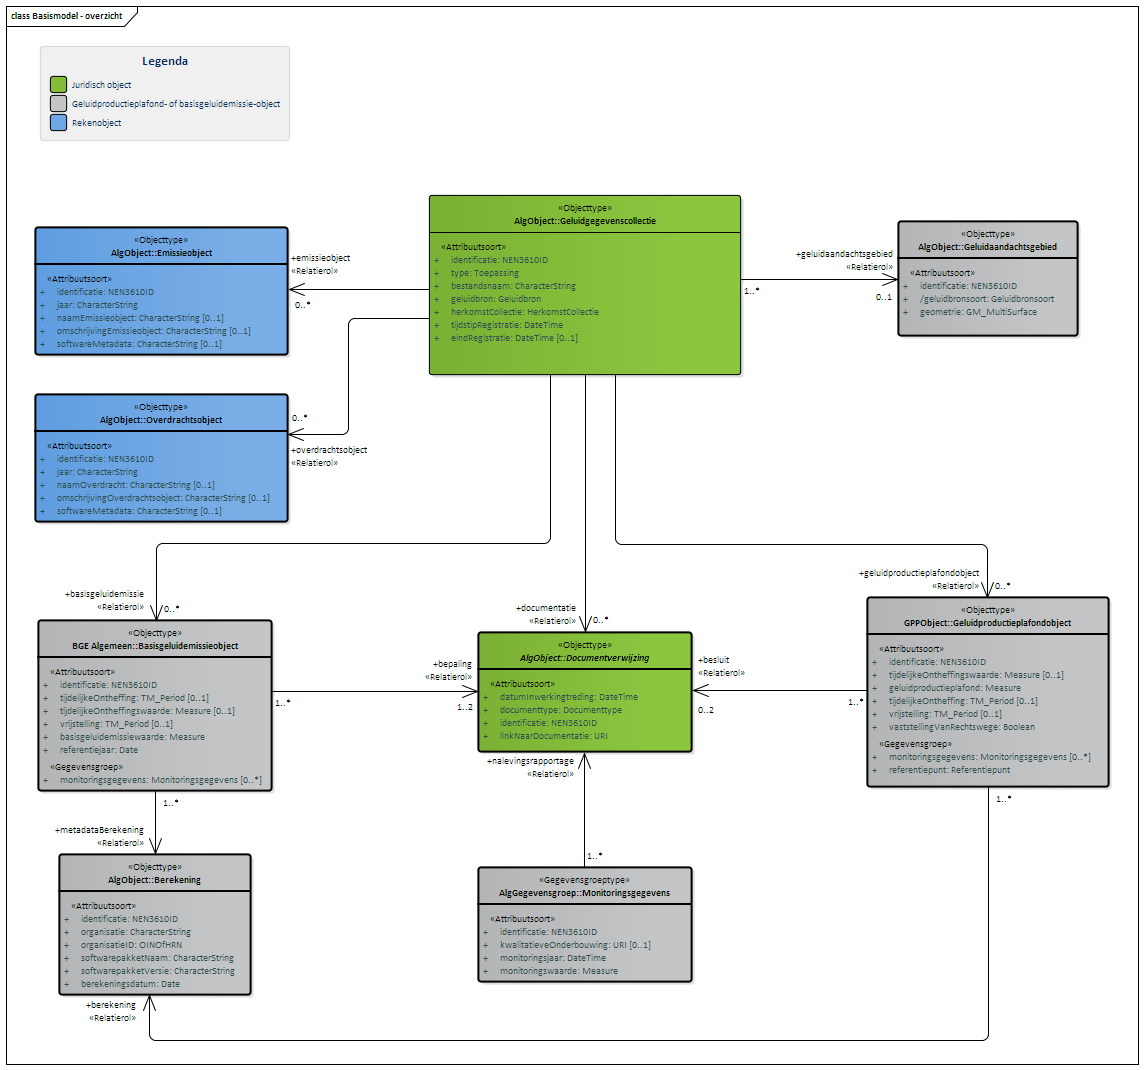 class Basismodel - overzicht
Legenda
Juridisch object
Geluidproductieplafond- of basisgeluidemissie-object
Rekenobject
«Objecttype»
AlgObject::Geluidgegevenscollectie
«Attribuutsoort»
+ identificatie: NEN3610ID
+ type: Toepassing
+ bestandsnaam: CharacterString
+ geluidbron: Geluidbron
+ herkomstCollectie: HerkomstCollectie
+ tijdstipRegistratie: DateTime
+ eindRegistratie: DateTime [0..1]
«Objecttype»
AlgObject::Emissieobject
«Attribuutsoort»
+ identificatie: NEN3610ID
+ jaar: CharacterString
+ naamEmissieobject: CharacterString [0..1]
+ omschrijvingEmissieobject: CharacterString [0..1]
+ softwareMetadata: CharacterString [0..1]
+emissieobject
«Relatierol»
0..*
+geluidaandachtsgebied
«Relatierol»
1..*
0..1
«Objecttype»
AlgObject::Geluidaandachtsgebied
«Attribuutsoort»
+ identificatie: NEN3610ID
+ /geluidbronsoort: Geluidbronsoort
+ geometrie: GM_MultiSurface
«Objecttype»
AlgObject::Overdrachtsobject
«Attribuutsoort»
+ identificatie: NEN3610ID
+ jaar: CharacterString
+ naamOverdracht: CharacterString [0..1]
+ omschrijvingOverdrachtsobject: CharacterString [0..1]
+ softwareMetadata: CharacterString [0..1]
0..*
+overdrachtsobject
«Relatierol»
+basisgeluidemissie
«Relatierol»
0..*
+documentatie
«Relatierol»
0..*
+geluidproductieplafondobject
«Relatierol»
0..*
«Objecttype»
BGE Algemeen::Basisgeluidemissieobject
«Attribuutsoort»
+ identificatie: NEN3610ID
+ tijdelijkeOntheffing: TM_Period [0..1]
+ tijdelijkeOntheffingswaarde: Measure [0..1]
+ vrijstelling: TM_Period [0..1]
+ basisgeluidemissiewaarde: Measure
+ referentiejaar: Date
«Gegevensgroep»
+ monitoringsgegevens: Monitoringsgegevens [0..*]
+bepaling
«Relatierol»
1..*
1..2
«Objecttype»
AlgObject::Documentverwijzing
«Attribuutsoort»
+ datumInwerkingtreding: DateTime
+ documenttype: Documenttype
+ identificatie: NEN3610ID
+ linkNaarDocumentatie: URI
+besluit
«Relatierol»
0..2
1..*
«Objecttype»
GPPObject::Geluidproductieplafondobject
«Attribuutsoort»
+ identificatie: NEN3610ID
+ tijdelijkeOntheffingswaarde: Measure [0..1]
+ geluidproductieplafond: Measure
+ tijdelijkeOntheffing: TM_Period [0..1]
+ vrijstelling: TM_Period [0..1]
+ vaststellingVanRechtswege: Boolean
«Gegevensgroep»
+ monitoringsgegevens: Monitoringsgegevens [0..*]
+ referentiepunt: Referentiepunt
+nalevingsrapportage
«Relatierol»
1..*
1..*
+metadataBerekening
«Relatierol»
1..*
«Objecttype»
AlgObject::Berekening
«Attribuutsoort»
+ identificatie: NEN3610ID
+ organisatie: CharacterString
+ organisatieID: OINOfHRN
+ softwarepakketNaam: CharacterString
+ softwarepakketVersie: CharacterString
+ berekeningsdatum: Date
«Gegevensgroeptype»
AlgGegevensgroep::Monitoringsgegevens
«Attribuutsoort»
+ identificatie: NEN3610ID
+ kwalitatieveOnderbouwing: URI [0..1]
+ monitoringsjaar: DateTime
+ monitoringswaarde: Measure
+berekening
«Relatierol»